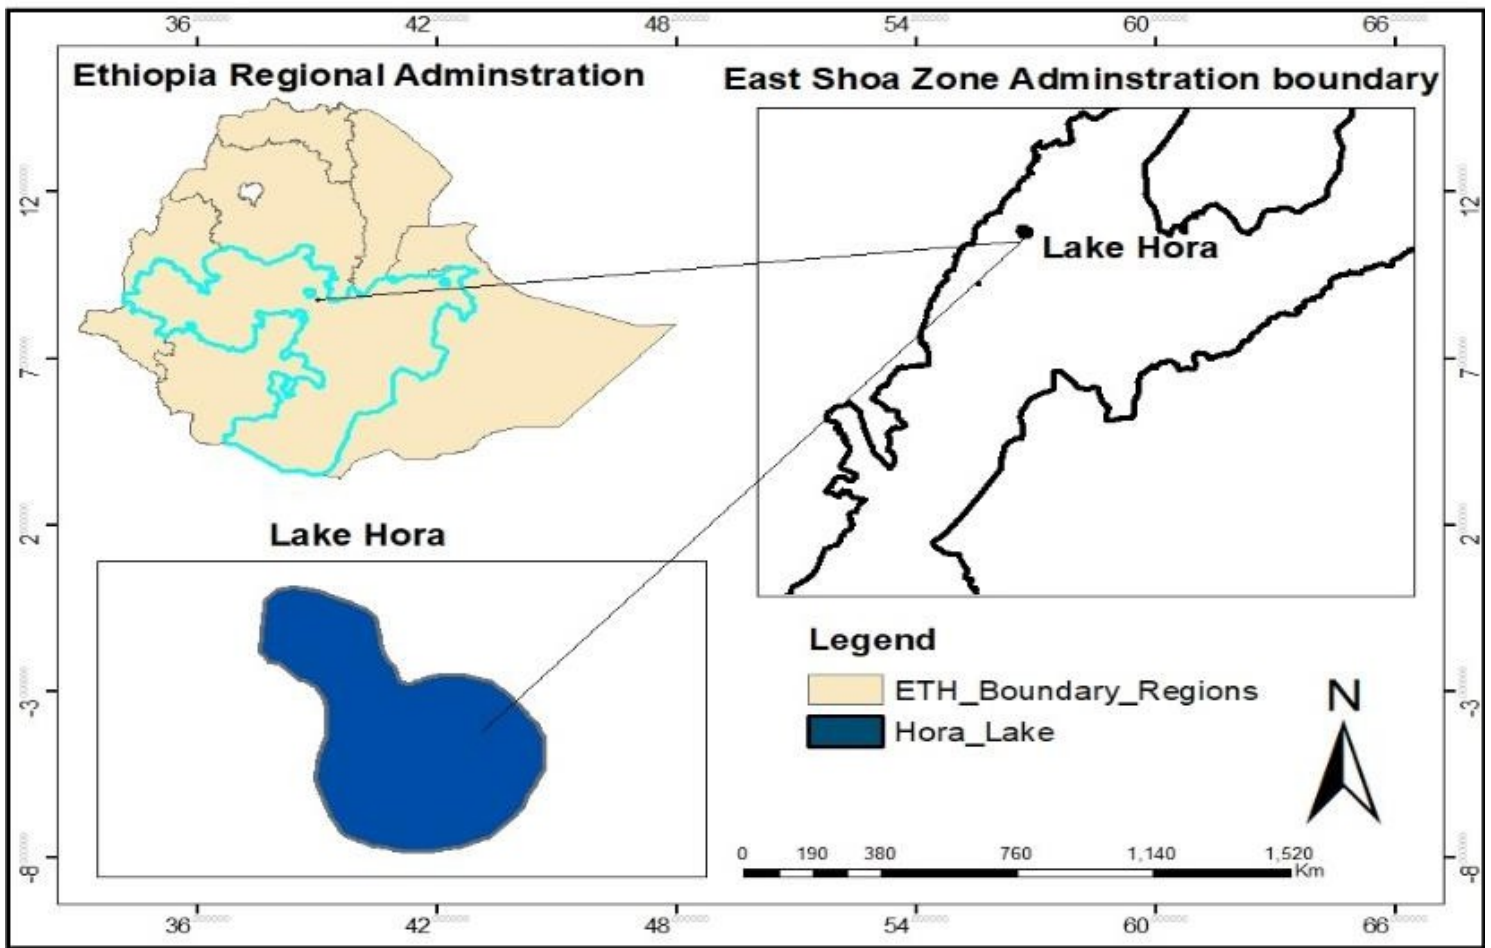 36 42 48 54 60 66
Ethiopia Regional Adminstration
East Shoa Zone Adminstration boundary
12
7
2
-3
-8
Lake Hora
Lake Hora
Legend
ETH_Boundary_Regions
Hora_Lake
N
0 190 380 760 1,140 1,520
Km
12
7
2
-3
-8
36 42 48 54 60 66